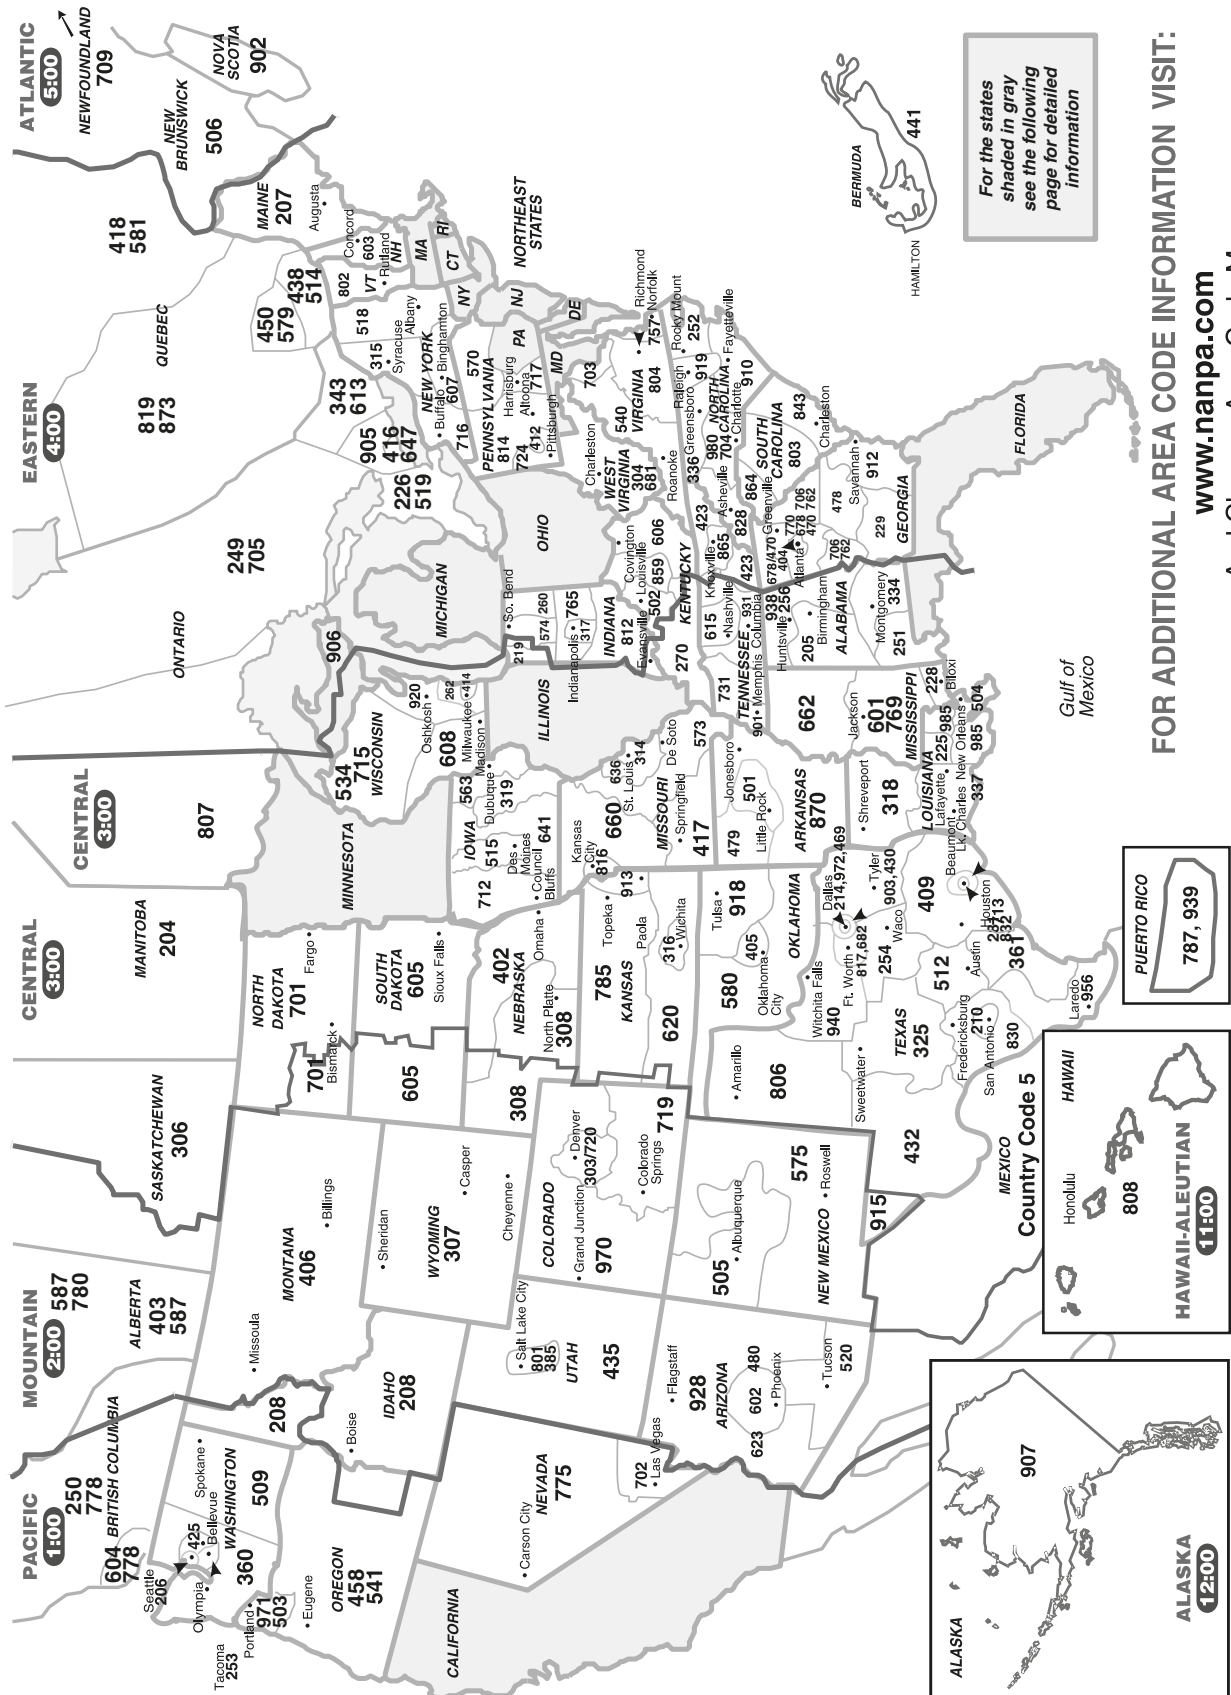 PACIFIC
1:00
MOUNTAIN
2:00
CENTRAL
3:00
CENTRAL
3:00
EASTERN
4:00
ATLANTIC
5:00
NEWFOUNDLAND
709
NOVA
SCOTIA
902
NEW
BRUNSWICK
506
418
581
QUEBEC
819
873
450
579
438
514
343
613
905
416
647
226
519
249
705
ONTARIO
807
MANITOBA
204
SASKATCHEWAN
306
ALBERTA
403
587
587
780
BRITISH COLUMBIA
250
778
604
778
Seattle
206
425
Bellevue
Spokane
WASHINGTON
509
360
Olympia
Tacoma
253
Portland
971
503
Eugene
OREGON
458
541
CALIFORNIA
Carson City
NEVADA
775
702
Las Vegas
208
Boise
IDAHO
208
Missoula
MONTANA
406
Billings
Sheridan
WYOMING
307
Casper
Cheyenne
Salt Lake City
801
385
UTAH
435
Grand Junction
COLORADO
970
Denver
303/720
Colorado
Springs
719
Flagstaff
928
ARIZONA
602
480
623
Phoenix
Tucson
520
505
Albuquerque
575
NEW MEXICO
Roswell
915
NORTH
DAKOTA
701
Fargo
701
Bismarck
SOUTH
DAKOTA
605
Sioux Falls
605
402
NEBRASKA
Omaha
North Platte
308
308
785
KANSAS
Topeka
913
Paola
316
Wichita
620
580
Tulsa
918
405
Oklahoma
City
OKLAHOMA
Amarillo
806
Witchita Falls
940
Dallas
214,972,469
Ft. Worth
817,682
Tyler
903,430
Waco
254
409
Beaumont
Houston
281
713
832
361
Austin
512
TEXAS
325
Sweetwater
432
Fredericksburg
210
San Antonio
830
Laredo
956
MEXICO
Country Code 5
MINNESOTA
534
715
WISCONSIN
920
Oshkosh
262
414
Milwaukee
608
Madison
906
MICHIGAN
IOWA
712
515
Des
Moines
Council
Bluffs
641
563
Dubuque
319
Kansas
City
816
660
636
St. Louis
314
De Soto
573
MISSOURI
Springfield
417
479
Jonesboro
501
Little Rock
ARKANSAS
870
Shreveport
318
LOUISIANA
Lafayette
225
985
New Orleans
985
504
Lk. Charles
337
ILLINOIS
So. Bend
219
574
260
Indianapolis
317
765
INDIANA
812
Evansville
OHIO
Covington
Louisville
502
859
606
KENTUCKY
270
615
Nashville
931
Columbia
TENNESSEE
731
901
Memphis
423
Knoxville
865
423
662
Jackson
601
769
MISSISSIPPI
228
Biloxi
938
256
Huntsville
205
Birmingham
ALABAMA
Montgomery
334
251
678/470
404
Atlanta
770
678
470
706
762
706
762
478
Savannah
912
229
GEORGIA
FLORIDA
Gulf of
Mexico
864
Greenville
SOUTH
CAROLINA
803
843
Charleston
828
Asheville
336
Greensboro
980
704
NORTH
CAROLINA
Charlotte
Raleigh
919
Rocky Mount
252
Fayetteville
910
Charleston
WEST
VIRGINIA
304
681
540
VIRGINIA
804
703
Roanoke
Richmond
757
Norfolk
MD
DE
NJ
PA
PENNSYLVANIA
814
724
412
Pittsburgh
Altoona
Harrisburg
717
570
716
Buffalo
NEW YORK
607
Binghamton
Syracuse
315
518
Albany
NY
802
VT
Rutland
Concord
603
NH
MA
CT
RI
NORTHEAST
STATES
MAINE
207
Augusta
BERMUDA
441
HAMILTON
For the states
shaded in gray
see the following
page for detailed
information
PUERTO RICO
787, 939
HAWAII
Honolulu
808
HAWAII-ALEUTIAN
11:00
ALASKA
907
ALASKA
12:00
FOR ADDITIONAL AREA CODE INFORMATION VISIT:
www.nanpa.com